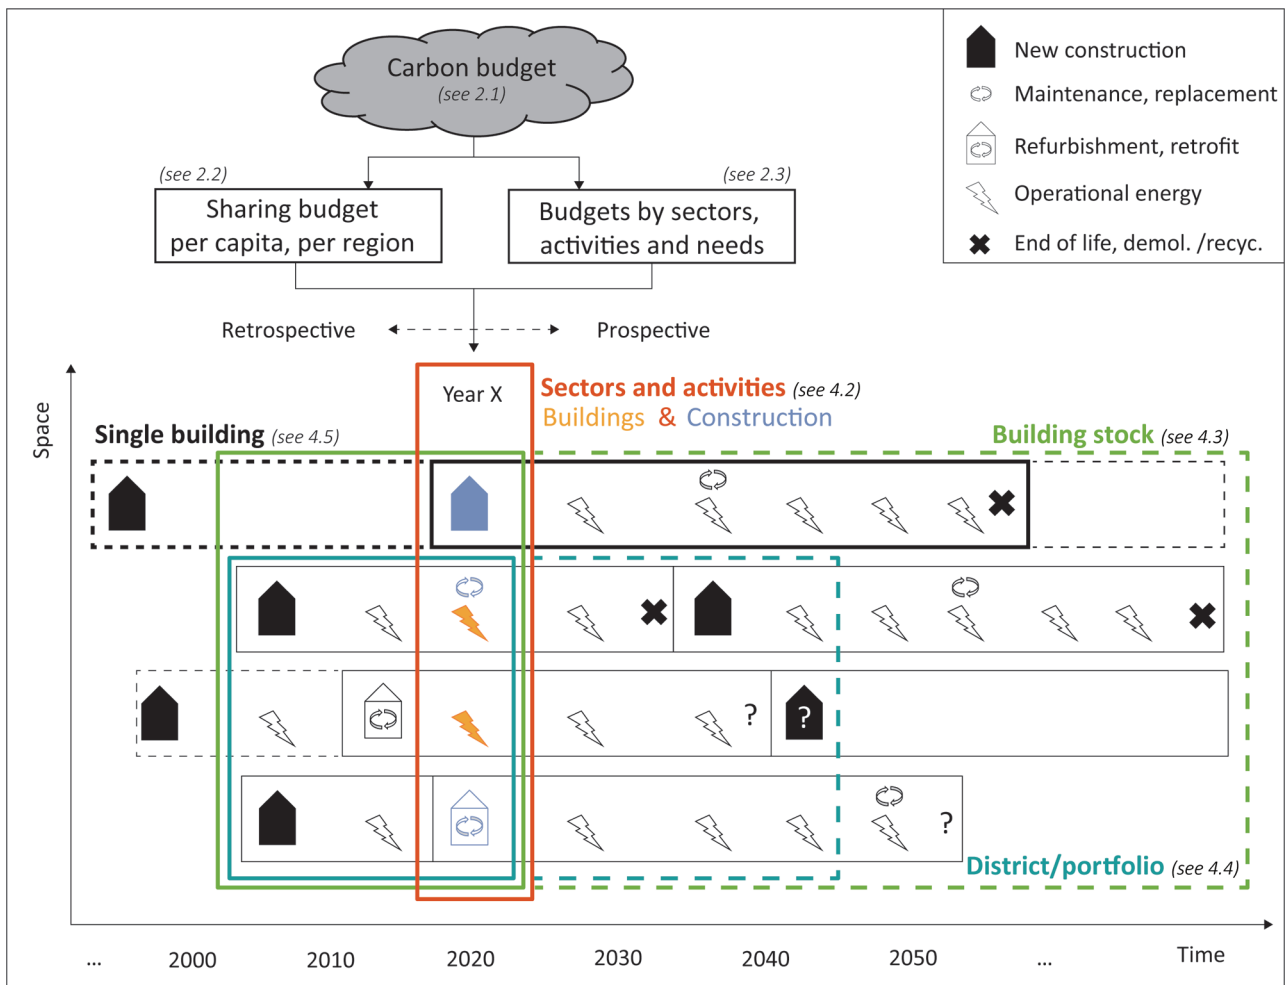 Carbon budget
(see 2.1)
New construction
Maintenance, replacement
Refurbishment, retrofit
Operational energy
End of life, demol. /recyc.
(see 2.2)
(see 2.3)
Sharing budget
per capita, per region
Budgets by sectors,
activities and needs
Retrospective
Prospective
Space
Year X
Sectors and activities (see 4.2)
Buildings & Construction
Single building (see 4.5)
Building stock (see 4.3)
?
?
?
District/portfolio (see 4.4)
... 2000 2010 2020 2030 2040 2050 ... Time